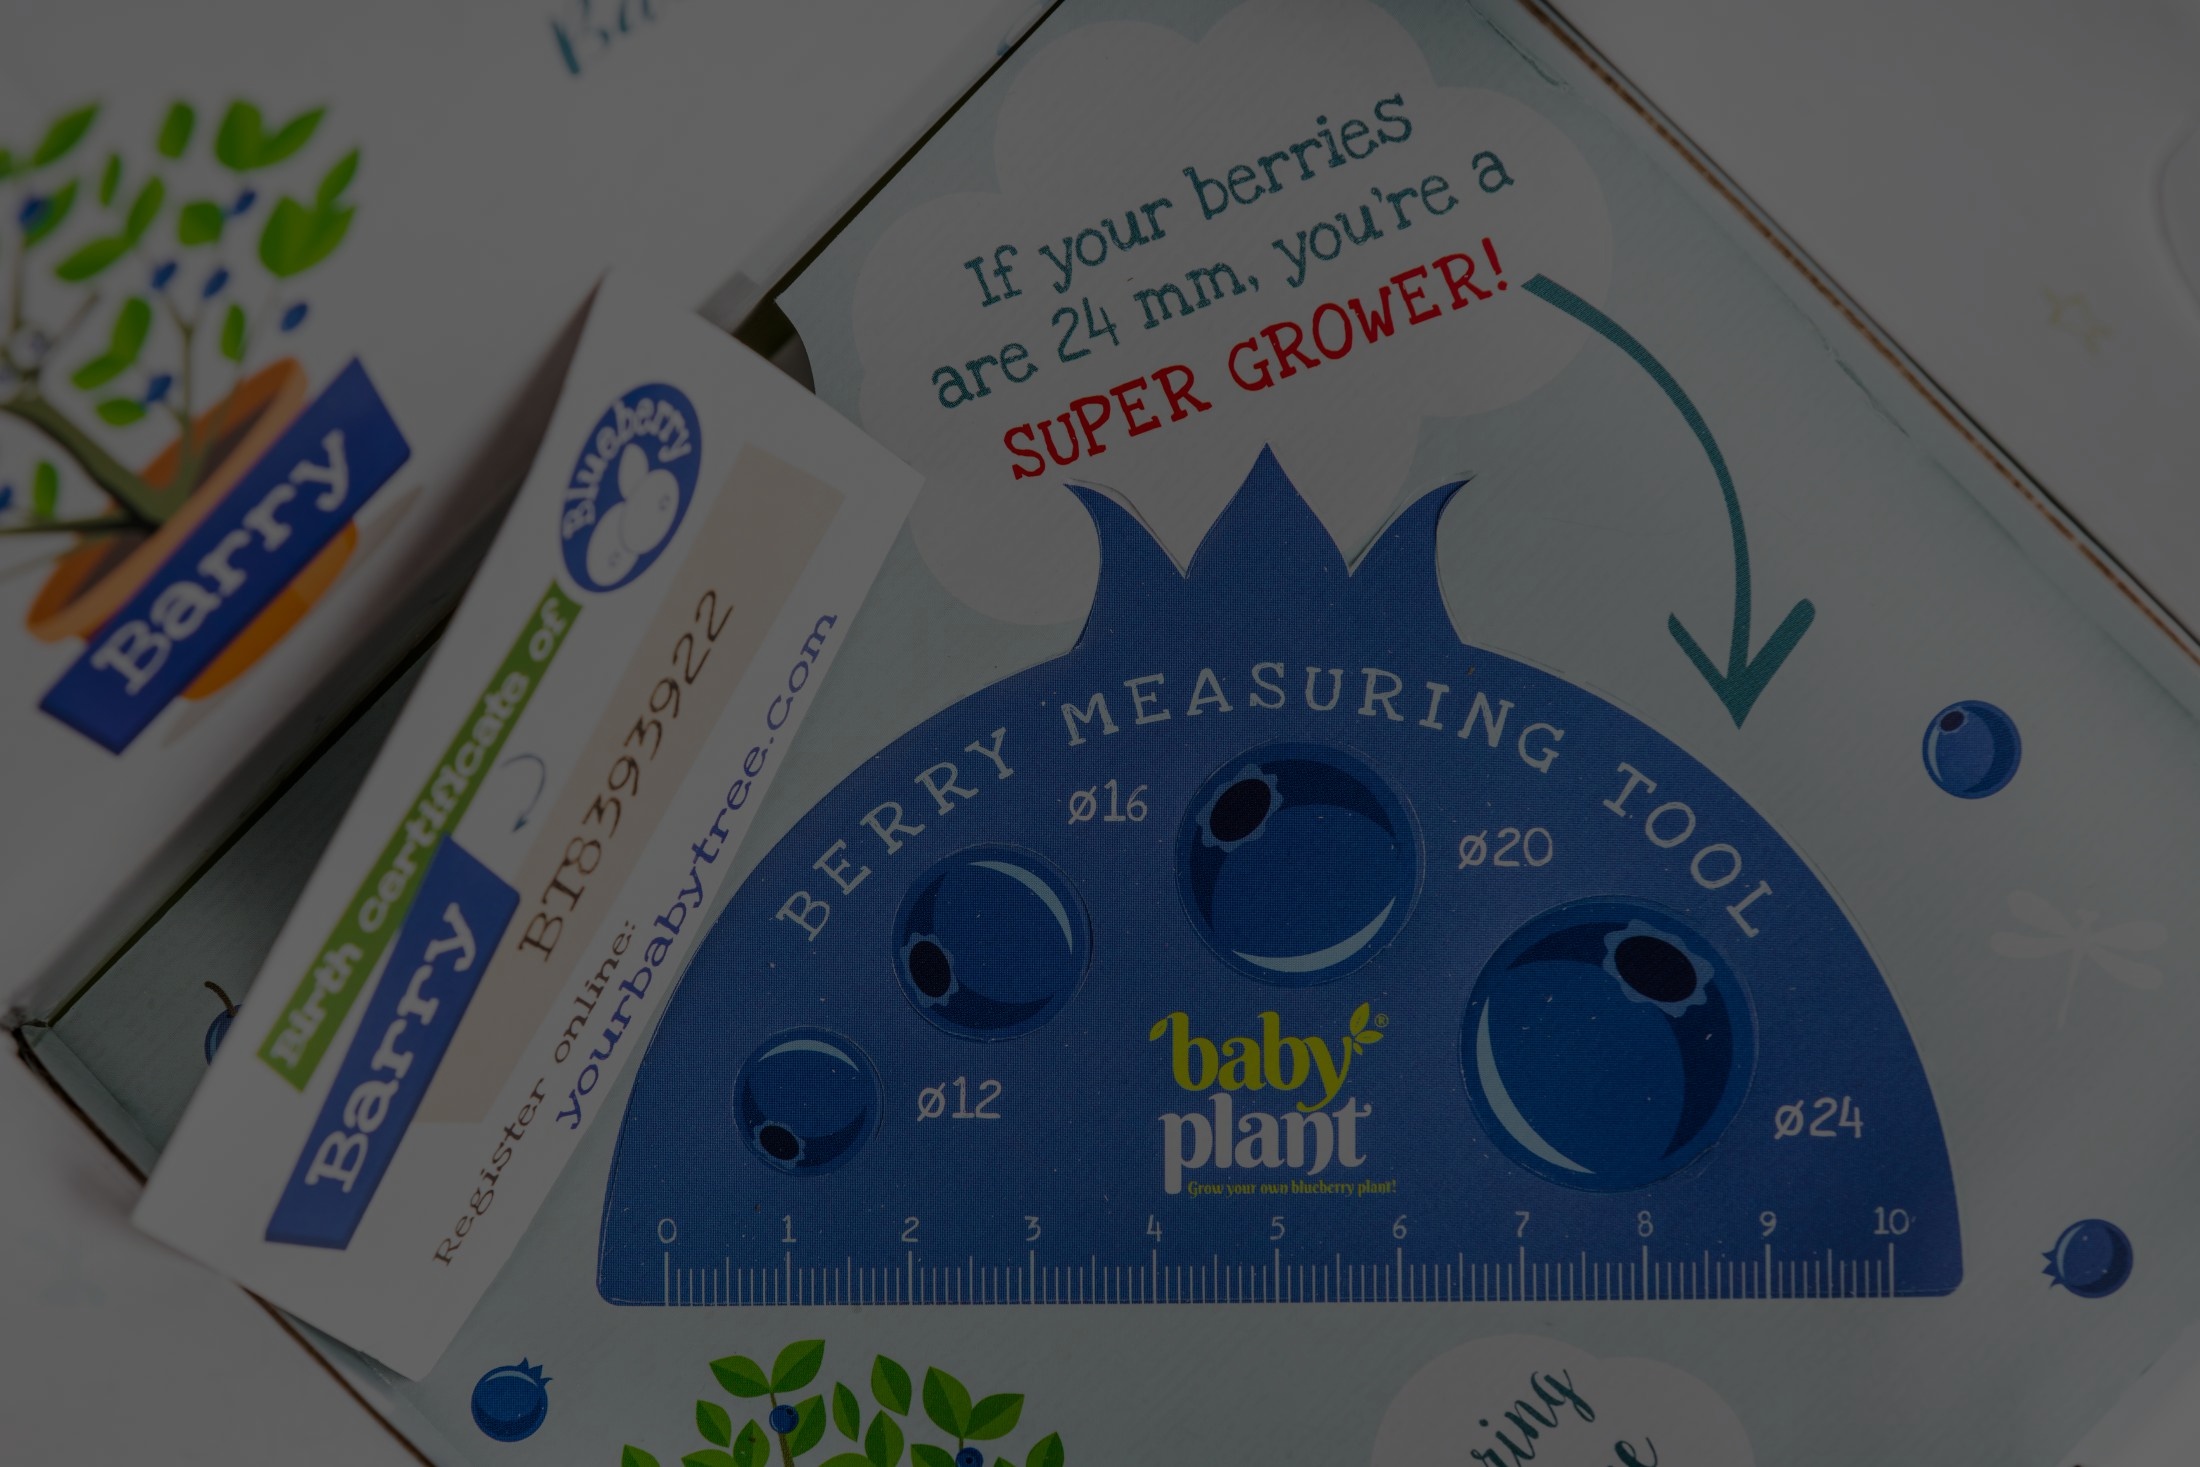 If your berries
are 24 mm, you're a
SUPER GROWER!
Barry
Blueberry
Birth certificate of
Barry
BT8393922
Register online:
yourbabytree.com
BERRY MEASURING TOOL
ø12
ø16
ø20
ø24
baby®
plant
Grow your own blueberry plant!
0 1 2 3 4 5 6 7 8 9 10